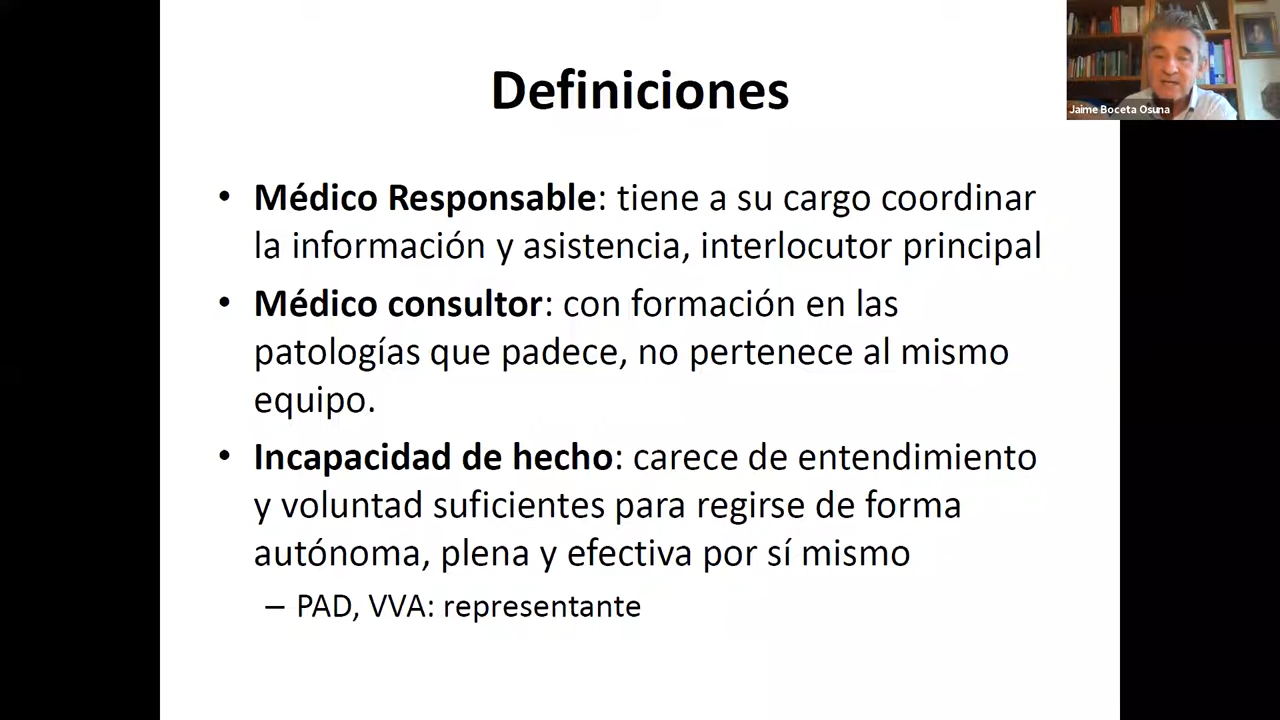 Definiciones
Jaime Boceta Osuna
• Médico Responsable: tiene a su cargo coordinar
la información y asistencia, interlocutor principal
• Médico consultor: con formación en las
patologías que padece, no pertenece al mismo
equipo.
• Incapacidad de hecho: carece de entendimiento
y voluntad suficientes para regirse de forma
autónoma, plena y efectiva por sí mismo
– PAD, VVA: representante